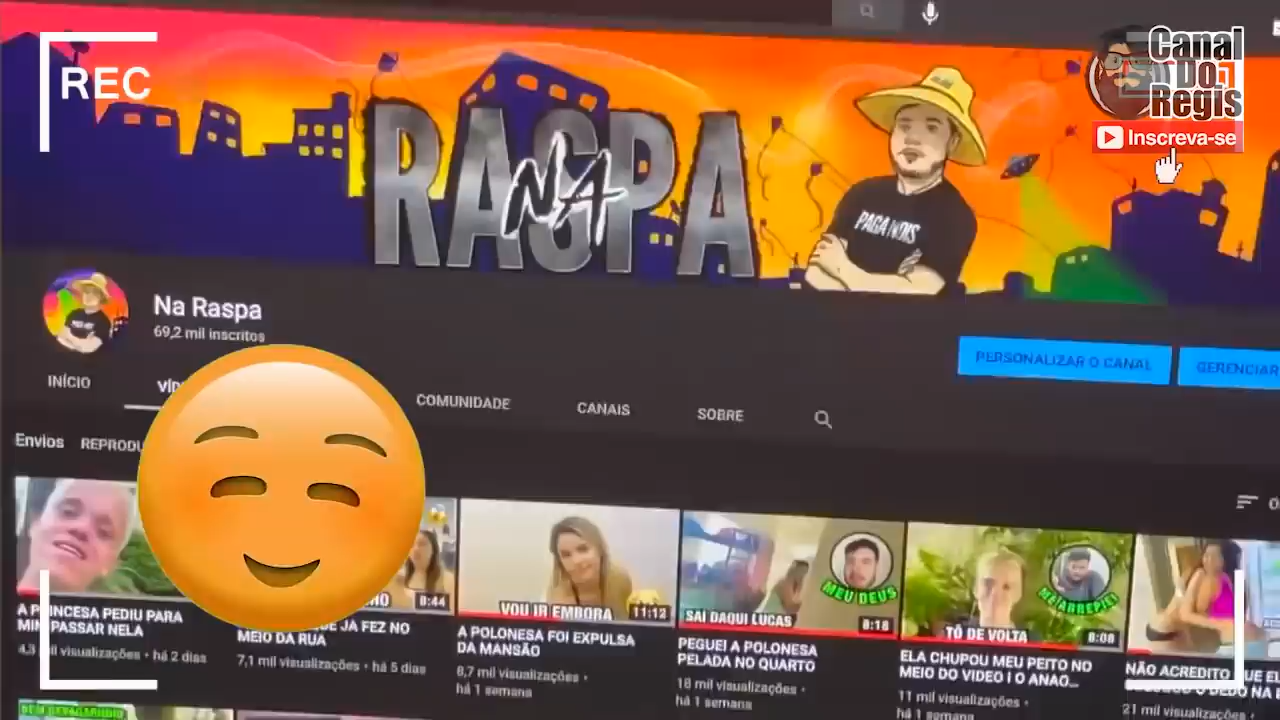 REC
Canal
Do
Regis
Inscreva-se
RASPA
NA
PAGA NOIS
Na Raspa
69,2 mil inscritos
PERSONALIZAR O CANAL
GERENCIAR
INÍCIO
COMUNIDADE
CANAIS
SOBRE
Envios
8:44
VOU IR EMBORA
11:12
SAI DAQUI LUCAS
MEU DEUS
8:18
TÔ DE VOLTA
ME ARREPIEI
8:08
A PRINCESA PEDIU PARA
MIM PASSAR NELA
há 2 dias
JÁ FEZ NO
MEIO DA RUA
7,1 mil visualizações • há 5 dias
A POLONESA FOI EXPULSA
DA MANSÃO
8,7 mil visualizações •
há 1 semana
PEGUEI A POLONESA
PELADA NO QUARTO
18 mil visualizações •
há 1 semana
ELA CHUPOU MEU PEITO NO
MEIO DO VIDEO I O ANAO...
11 mil visualizações •
há 1 semana
NÃO ACREDITO
21 mil visualizações •